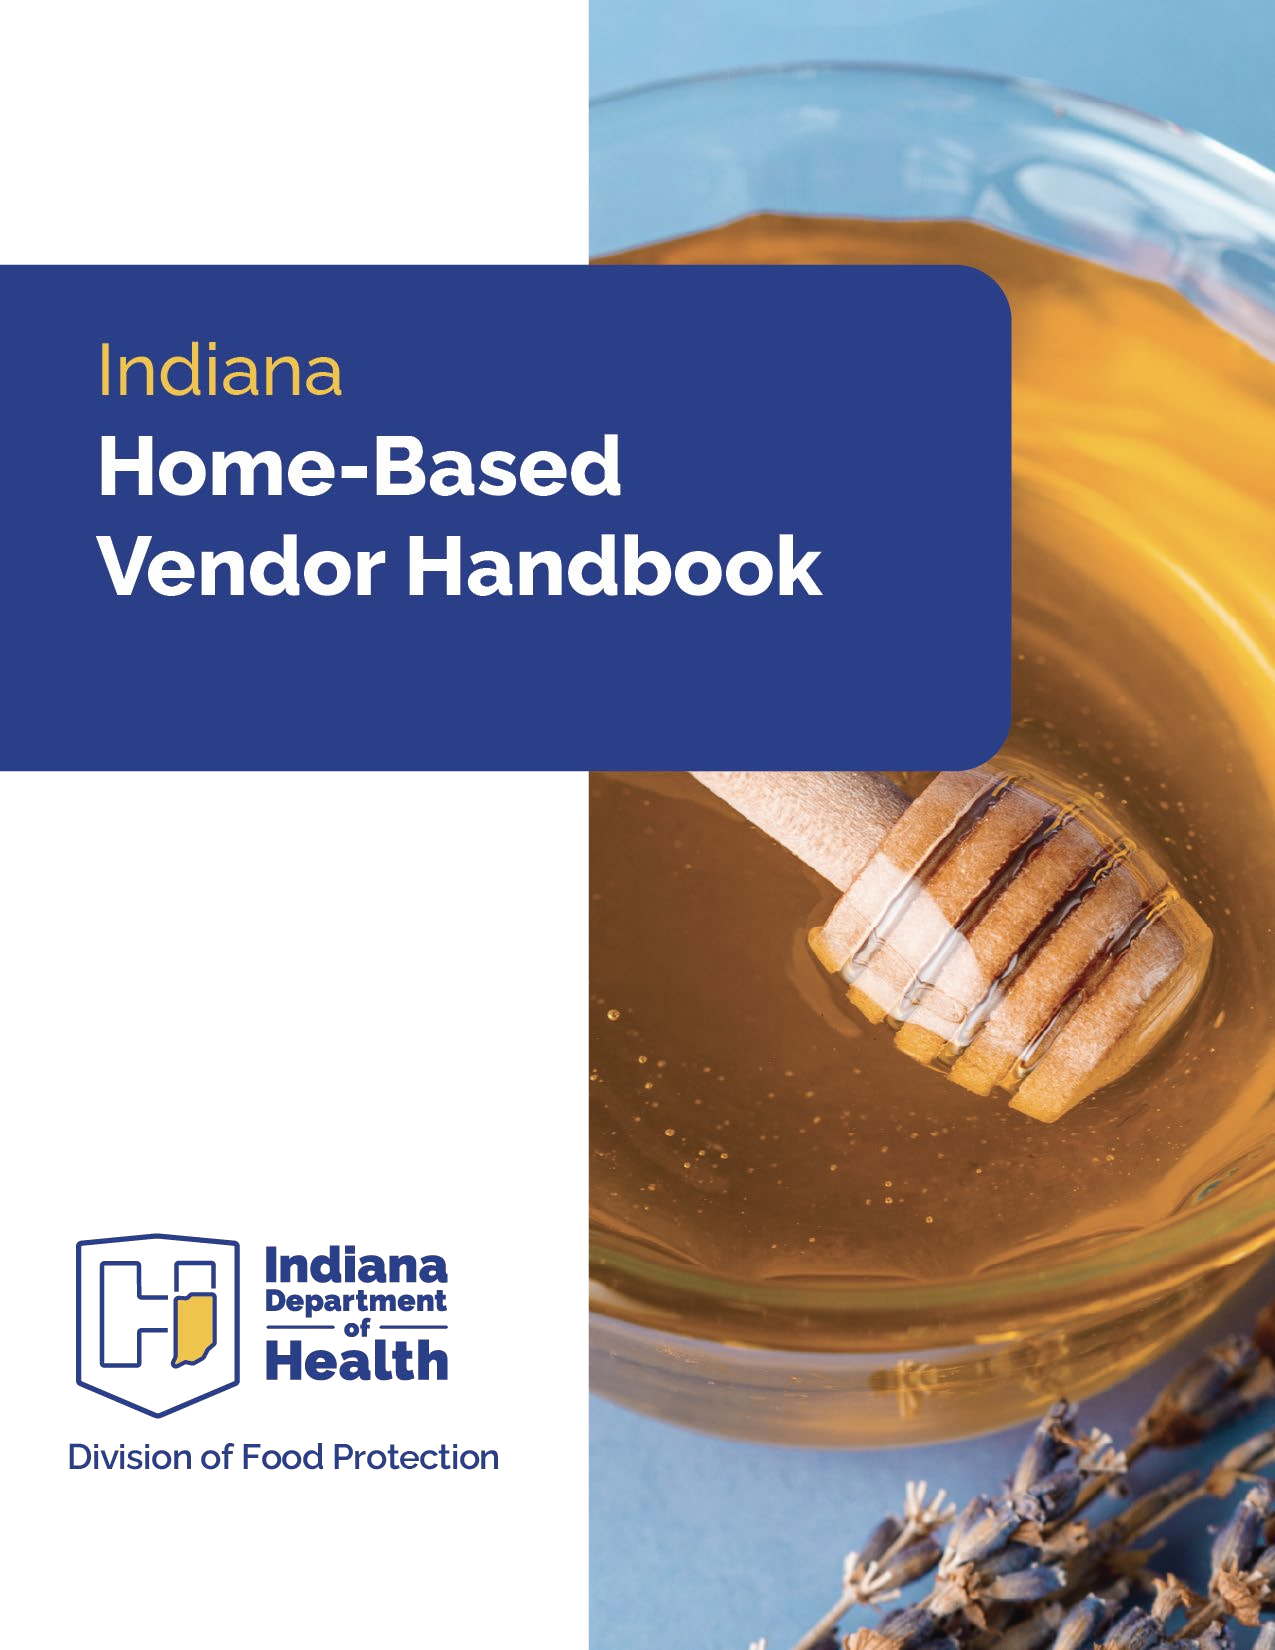 Indiana
Home-Based
Vendor Handbook
Indiana
Department
of
Health
Division of Food Protection